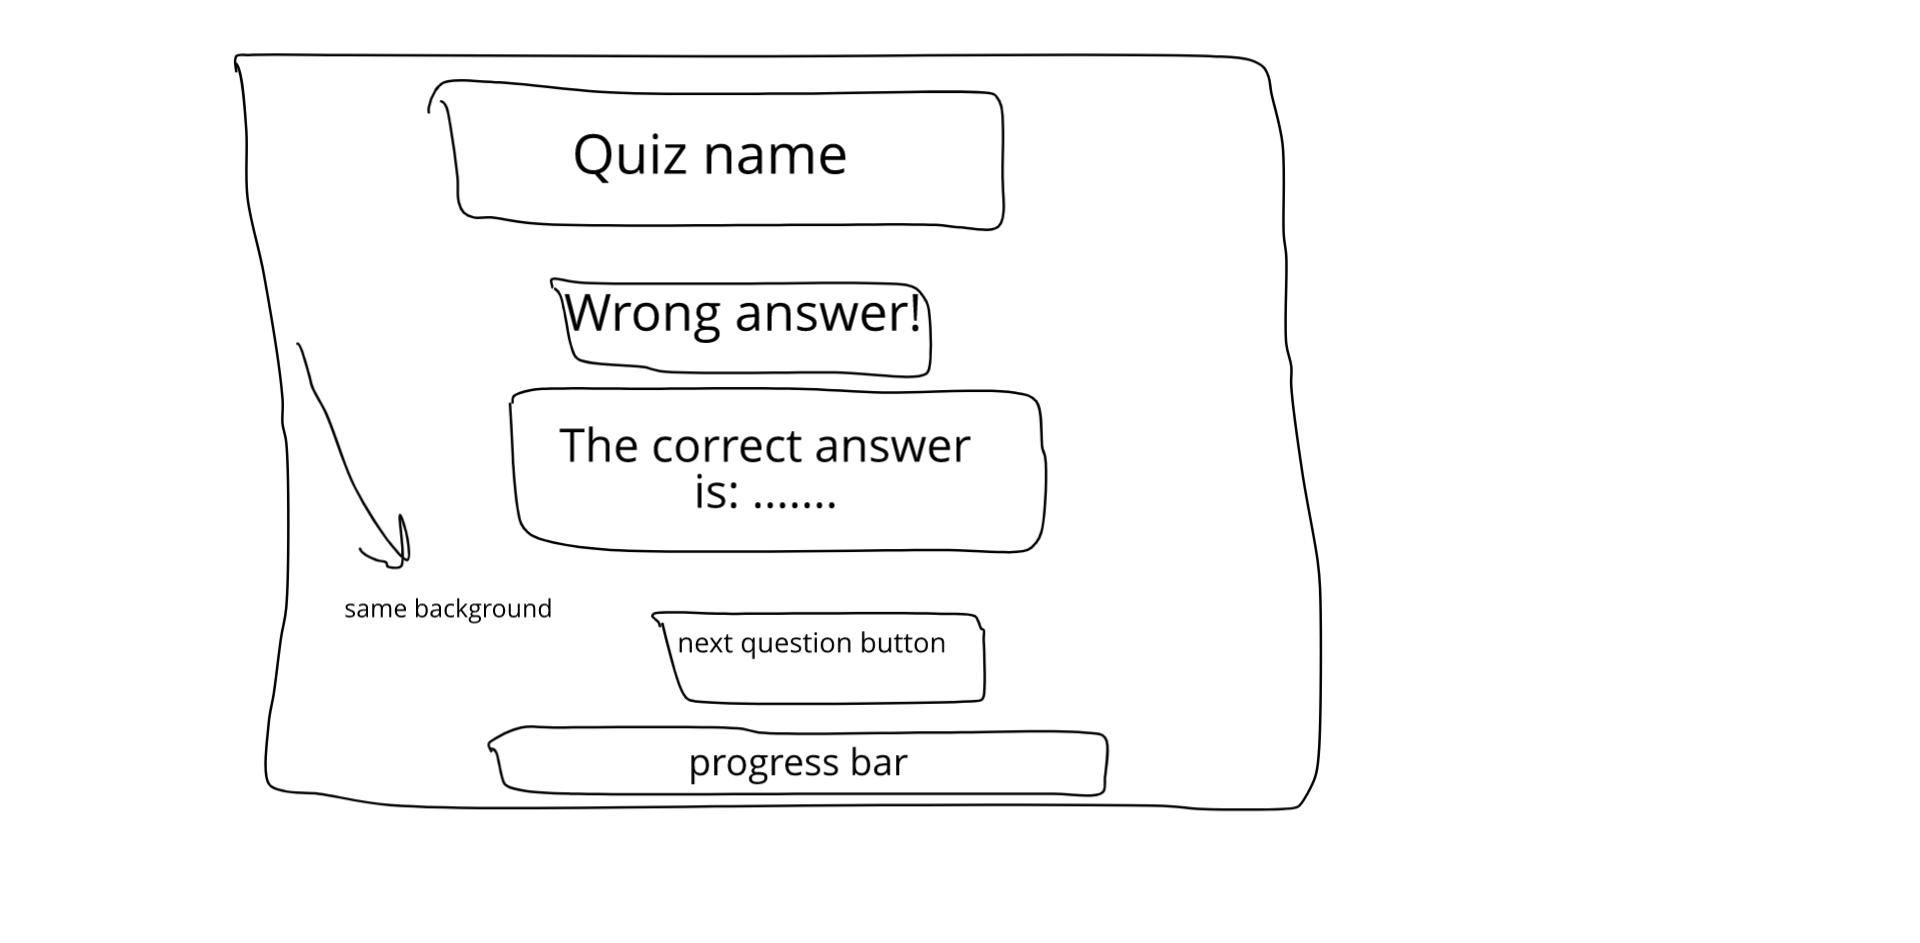 Quiz name
Wrong answer!
The correct answer
is: .......
same background
next question button
progress bar